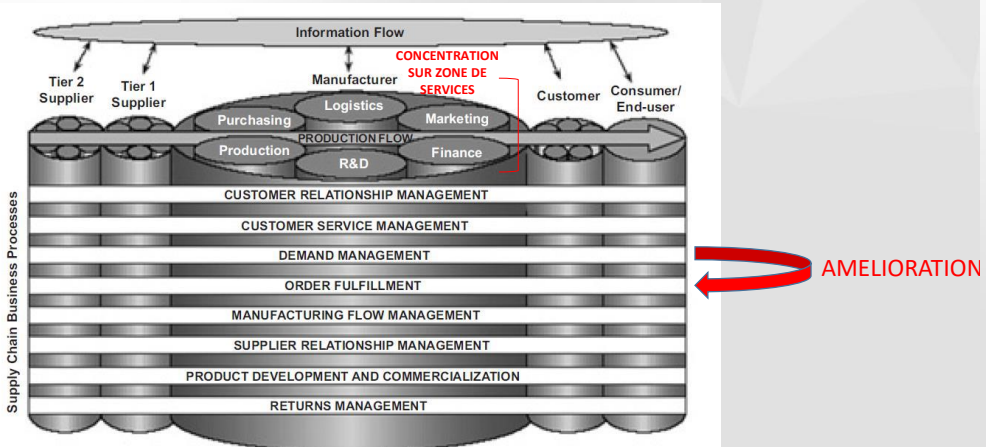 Information Flow
CONCENTRATION
SUR ZONE DE
SERVICES
Tier 2
Supplier
Tier 1
Supplier
Manufacturer
Customer
Consumer/
End-user
Logistics
Purchasing
Marketing
PRODUCTION FLOW
Production
Finance
R&D
Supply Chain Business Processes
CUSTOMER RELATIONSHIP MANAGEMENT
CUSTOMER SERVICE MANAGEMENT
DEMAND MANAGEMENT
AMELIORATION
ORDER FULFILLMENT
MANUFACTURING FLOW MANAGEMENT
SUPPLIER RELATIONSHIP MANAGEMENT
PRODUCT DEVELOPMENT AND COMMERCIALIZATION
RETURNS MANAGEMENT